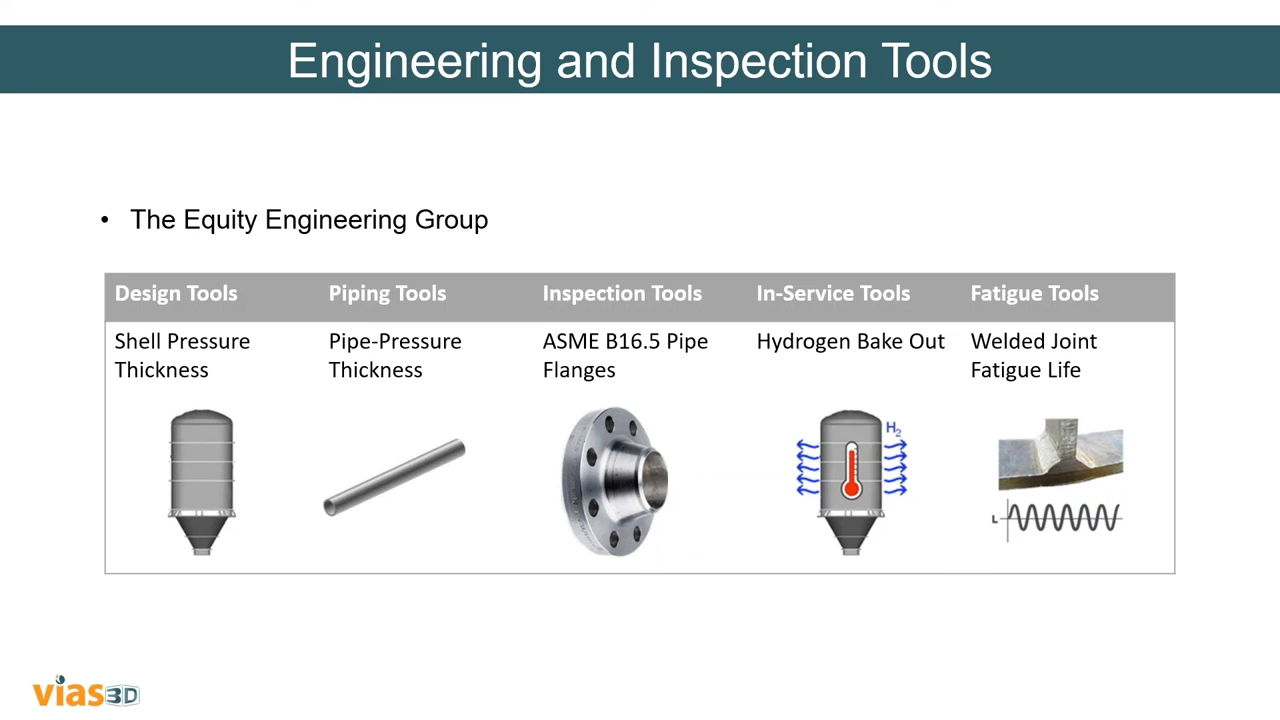 Engineering and Inspection Tools
• The Equity Engineering Group
Design Tools Piping Tools Inspection Tools In-Service Tools Fatigue Tools
Shell Pressure Pipe-Pressure ASME B16.5 Pipe Hydrogen Bake Out Welded Joint
Thickness Thickness Flanges Fatigue Life
H2
L
vias3D